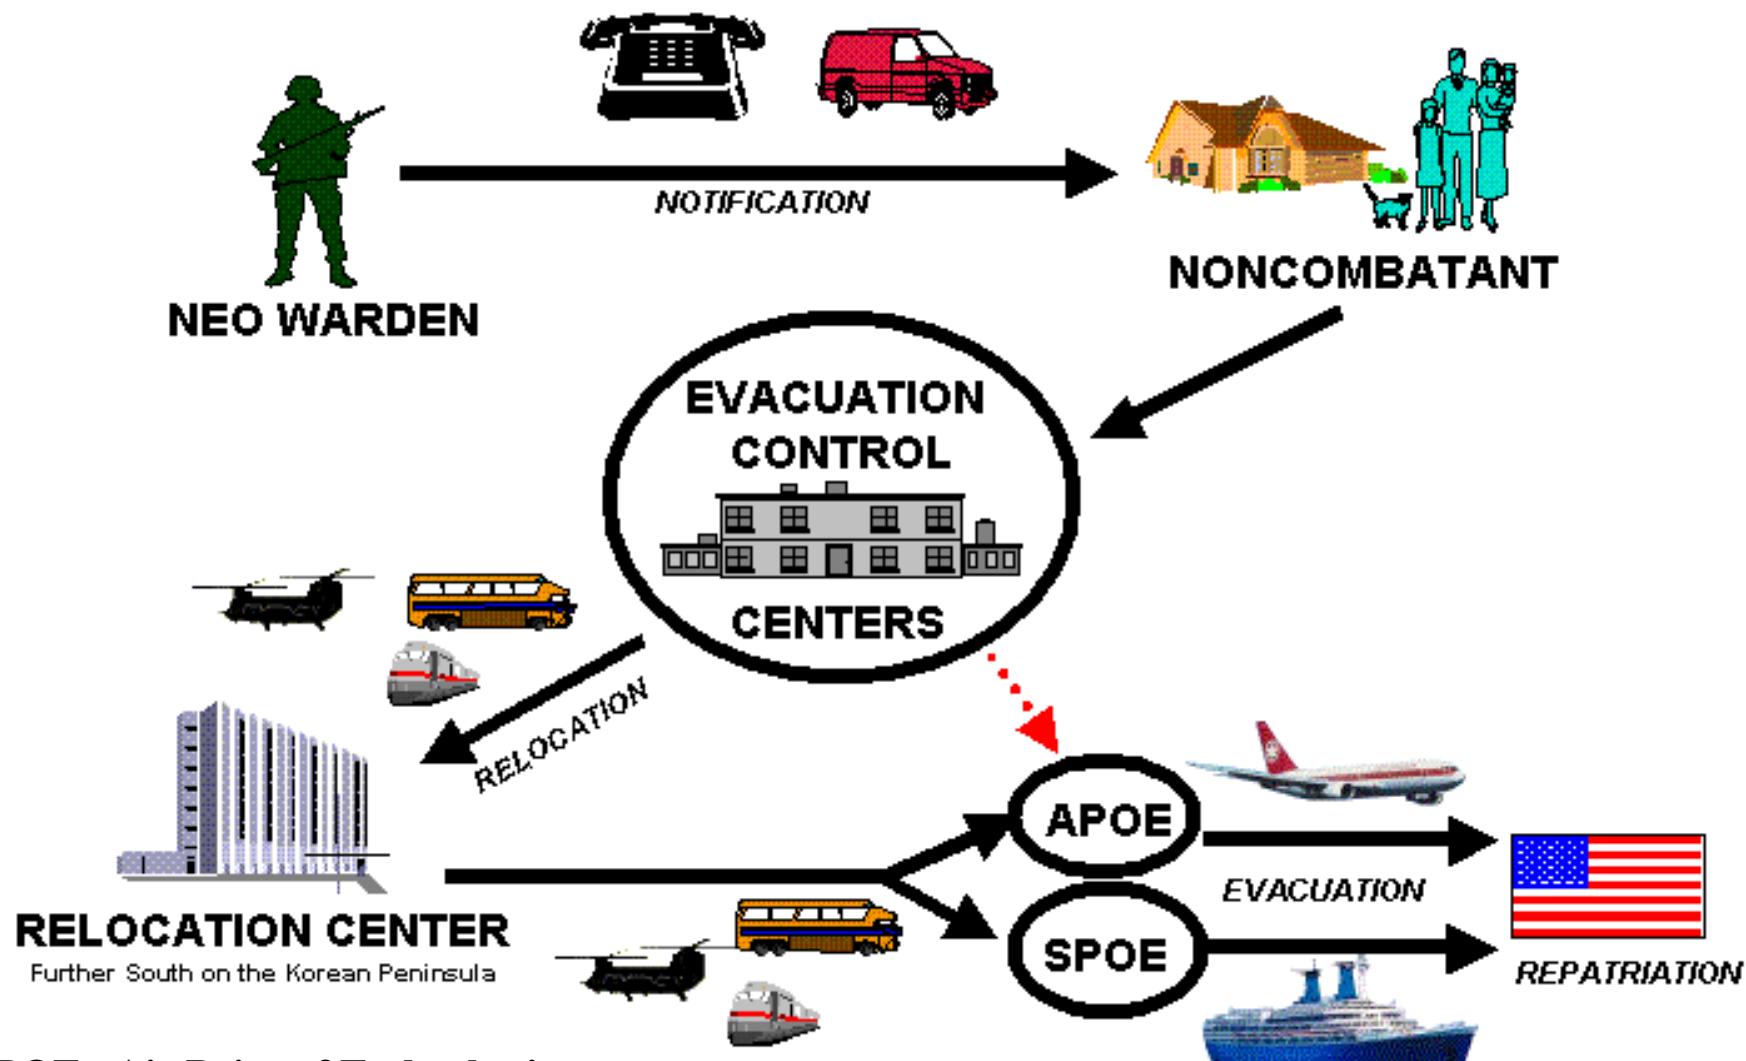 NOTIFICATION
NEO WARDEN
NONCOMBATANT
EVACUATION
CONTROL
CENTERS
RELOCATION
RELOCATION CENTER
Further South on the Korean Peninsula
APOE
SPOE
EVACUATION
REPATRIATION